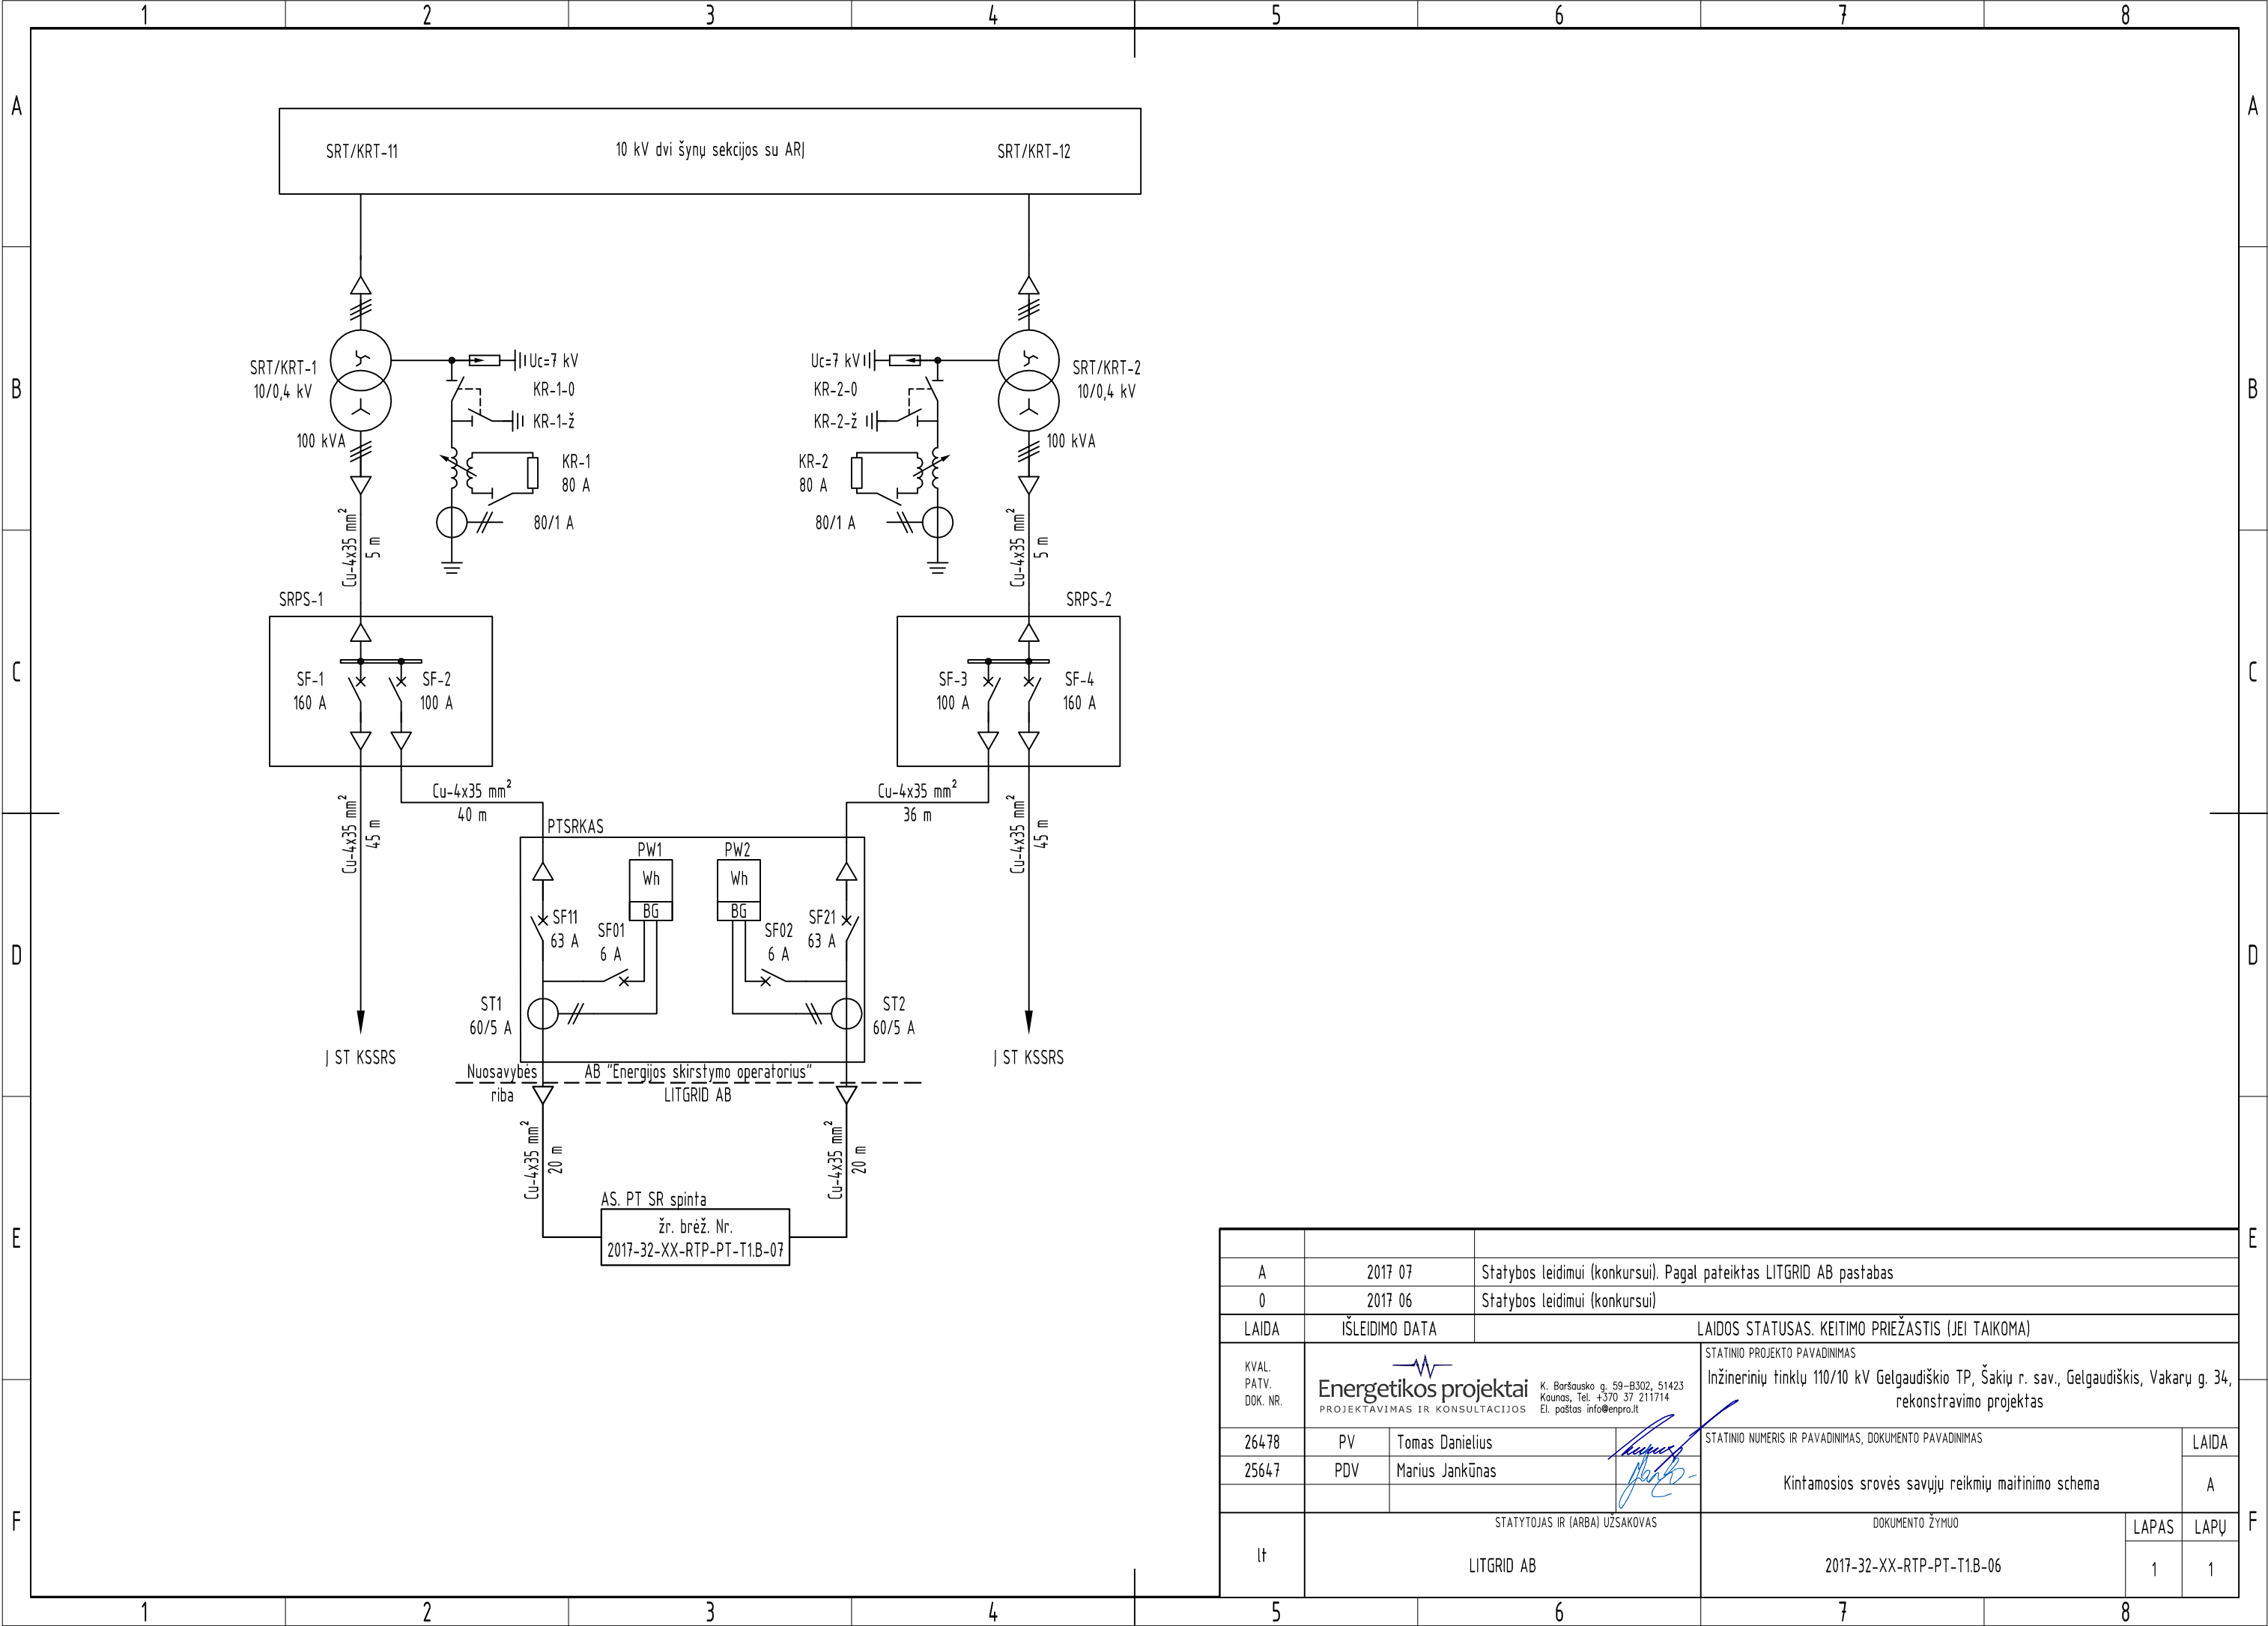 1 2 3 4 5 6 7 8
A A
SRT/KRT-11 10 kV dvi šynų sekcijos su ARĮ SRT/KRT-12
SRT/KRT-1
10/0,4 kV
100 kVA
Uc=7 kV
KR-1-0
KR-1-ž
KR-1
80 A
80/1 A
Uc=7 kV
KR-2-0
KR-2-ž
KR-2
80 A
80/1 A
SRT/KRT-2
10/0,4 kV
100 kVA
B B
Cu-4x35 mm²
5 m
Cu-4x35 mm²
5 m
SRPS-1
SF-1
160 A
SF-2
100 A
SRPS-2
SF-3
100 A
SF-4
160 A
C C
Cu-4x35 mm²
40 m
Cu-4x35 mm²
36 m
Cu-4x35 mm²
45 m
Cu-4x35 mm²
45 m
PTSRKAS
PW1
Wh
BG
PW2
Wh
BG
SF11
63 A
SF01
6 A
SF02
6 A
SF21
63 A
D D
ST1
60/5 A
ST2
60/5 A
Į ST KSSRS
Į ST KSSRS
Nuosavybės AB "Energijos skirstymo operatorius"
riba LITGRID AB
Cu-4x35 mm²
20 m
Cu-4x35 mm²
20 m
AS. PT SR spinta
žr. brėž. Nr.
2017-32-XX-RTP-PT-T1.B-07
E E
A 2017 07 Statybos leidimui (konkursui). Pagal pateiktas LITGRID AB pastabas
0 2017 06 Statybos leidimui (konkursui)
LAIDA IŠLEIDIMO DATA LAIDOS STATUSAS. KEITIMO PRIEŽASTIS (JEI TAIKOMA)
KVAL.
PATV.
DOK. NR.
Energetikos projektai
PROJEKTAVIMAS IR KONSULTACIJOS
K. Baršausko g. 59-B302, 51423
Kaunas, Tel. +370 37 211714
El. paštas info@enpro.lt
STATINIO PROJEKTO PAVADINIMAS
Inžinerinių tinklų 110/10 kV Gelgaudiškio TP, Šakių r. sav., Gelgaudiškis, Vakarų g. 34,
rekonstravimo projektas
26478 PV Tomas Danielius
25647 PDV Marius Jankūnas
STATINIO NUMERIS IR PAVADINIMAS, DOKUMENTO PAVADINIMAS
Kintamosios srovės savųjų reikmių maitinimo schema
LAIDA
A
F F
lt
STATYTOJAS IR (ARBA) UŽSAKOVAS
LITGRID AB
DOKUMENTO ŽYMUO
2017-32-XX-RTP-PT-T1.B-06
LAPAS LAPŲ
1 1
1 2 3 4 5 6 7 8